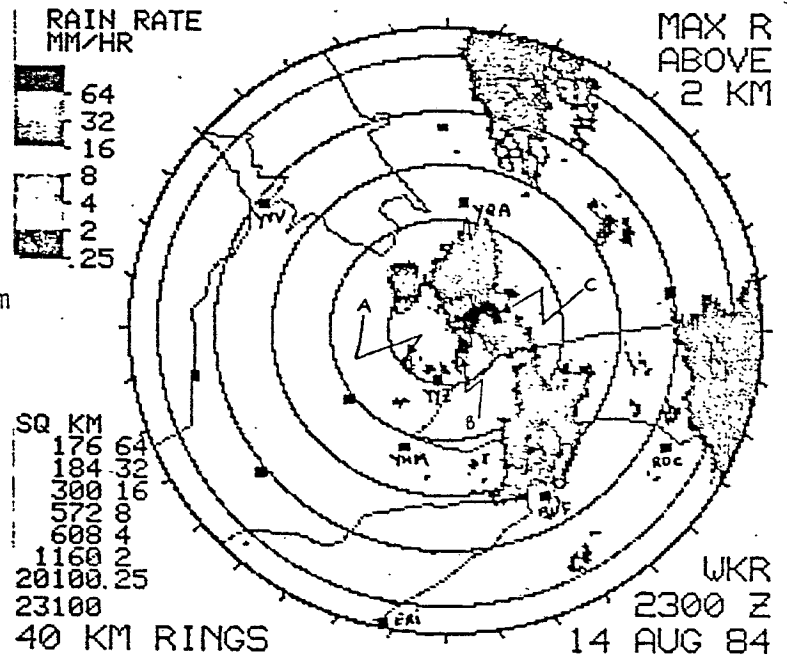 RAIN RATE
MM/HR
64
32
16
8
4
2
.25
MAX R
ABOVE
2 KM
m
YQA
A
C
YYZ
B
YHM
ROC
BUF
ERI
SQ KM
176 64
184 32
300 16
572 8
608 4
1160 2
20100.25
23100
40 KM RINGS
WKR
2300 Z
14 AUG 84